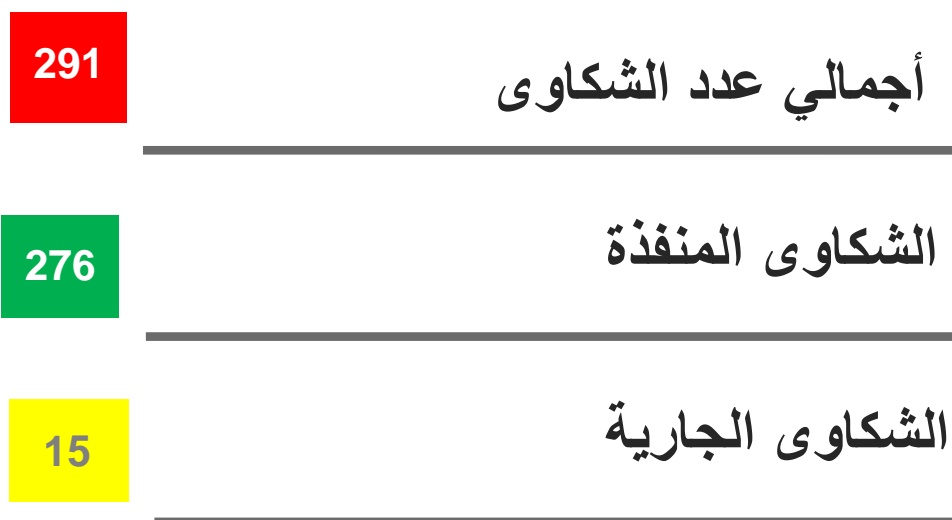 أجمالي عدد الشكاوى
291
الشكاوى المنفذة
276
الشكاوى الجارية
15